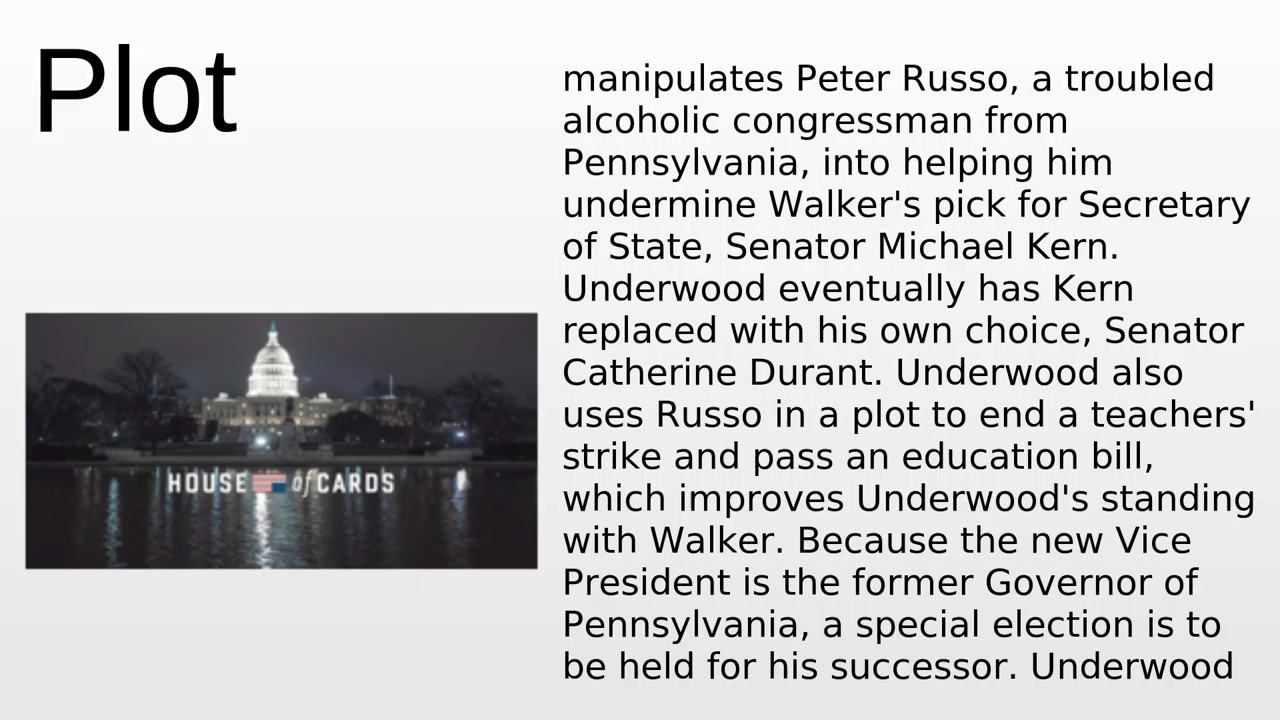 Plot
manipulates Peter Russo, a troubled
alcoholic congressman from
Pennsylvania, into helping him
undermine Walker's pick for Secretary
of State, Senator Michael Kern.
Underwood eventually has Kern
replaced with his own choice, Senator
Catherine Durant. Underwood also
uses Russo in a plot to end a teachers'
strike and pass an education bill,
which improves Underwood's standing
with Walker. Because the new Vice
President is the former Governor of
Pennsylvania, a special election is to
be held for his successor. Underwood
HOUSE of CARDS